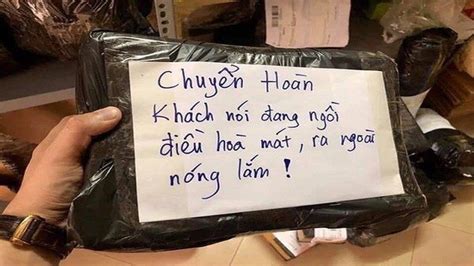 Chuyển Hoàn
Khách nói đang ngồi
điều hoà mát, ra ngoài
nóng lắm !